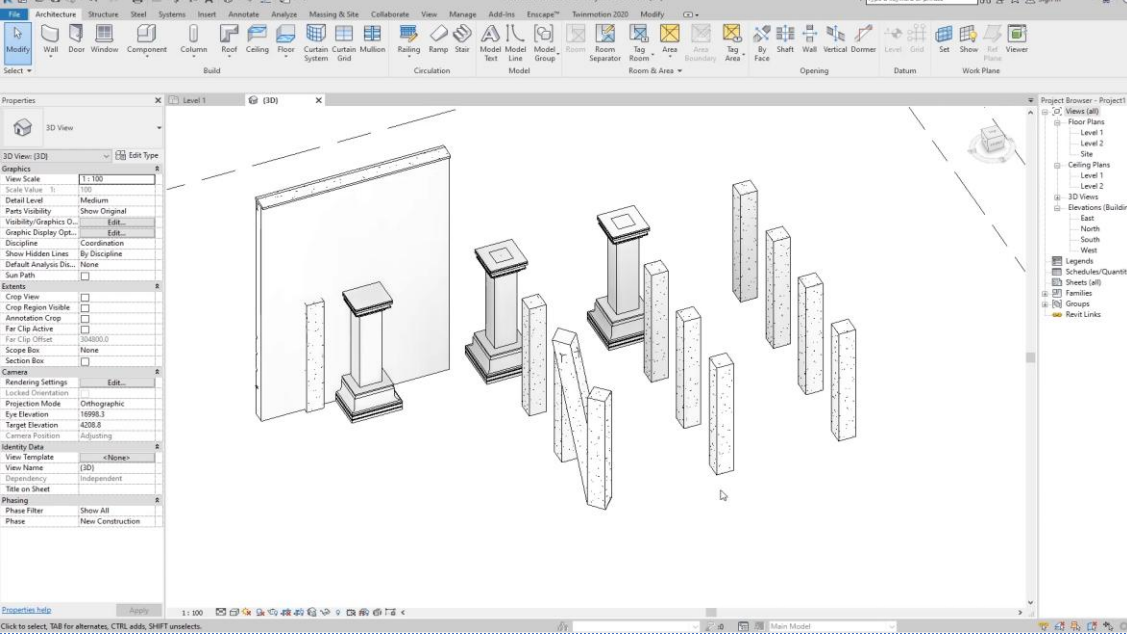 File Architecture Structure Steel Systems Insert Annotate Analyze Massing & Site Collaborate View Manage Add-Ins Enscape™ Twinmotion 2020 Modify
Modify Wall Door Window Component Column Roof Ceiling Floor Curtain System Curtain Grid Mullion Railing Ramp Stair Model Text Model Line Model Group Room Room Separator Tag Room Area Area Boundary Tag Area By Face Shaft Wall Vertical Dormer Level Grid Set Show Ref Plane Viewer
Select Build Circulation Model Room & Area Opening Datum Work Plane
Properties
Level 1
{3D}
3D View
3D View: {3D} Edit Type
Graphics
View Scale 1 : 100
Scale Value 1: 100
Detail Level Medium
Parts Visibility Show Original
Visibility/Graphics O... Edit...
Graphic Display Opt... Edit...
Discipline Coordination
Show Hidden Lines By Discipline
Default Analysis Dis... None
Sun Path
Extents
Crop View
Crop Region Visible
Annotation Crop
Far Clip Active
Far Clip Offset 304800.0
Scope Box None
Section Box
Camera
Rendering Settings Edit...
Locked Orientation
Projection Mode Orthographic
Eye Elevation 16998.3
Target Elevation 4208.8
Camera Position Adjusting
Identity Data
View Template <None>
View Name {3D}
Dependency Independent
Title on Sheet
Phasing
Phase Filter Show All
Phase New Construction
Properties help Apply
Project Browser - Project1
Views (all)
Floor Plans
Level 1
Level 2
Site
Ceiling Plans
Level 1
Level 2
3D Views
Elevations (Buildin
East
North
South
West
Legends
Schedules/Quantit
Sheets (all)
Families
Groups
Revit Links
1 : 100
Click to select, TAB for alternates, CTRL adds, SHIFT unselects. :0 Main Model